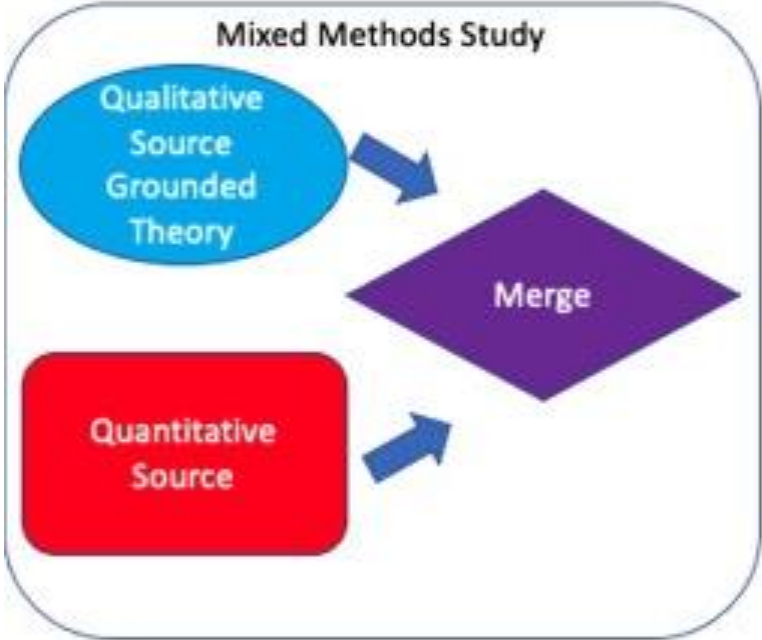 Mixed Methods Study
Qualitative
Source
Grounded
Theory
Merge
Quantitative
Source